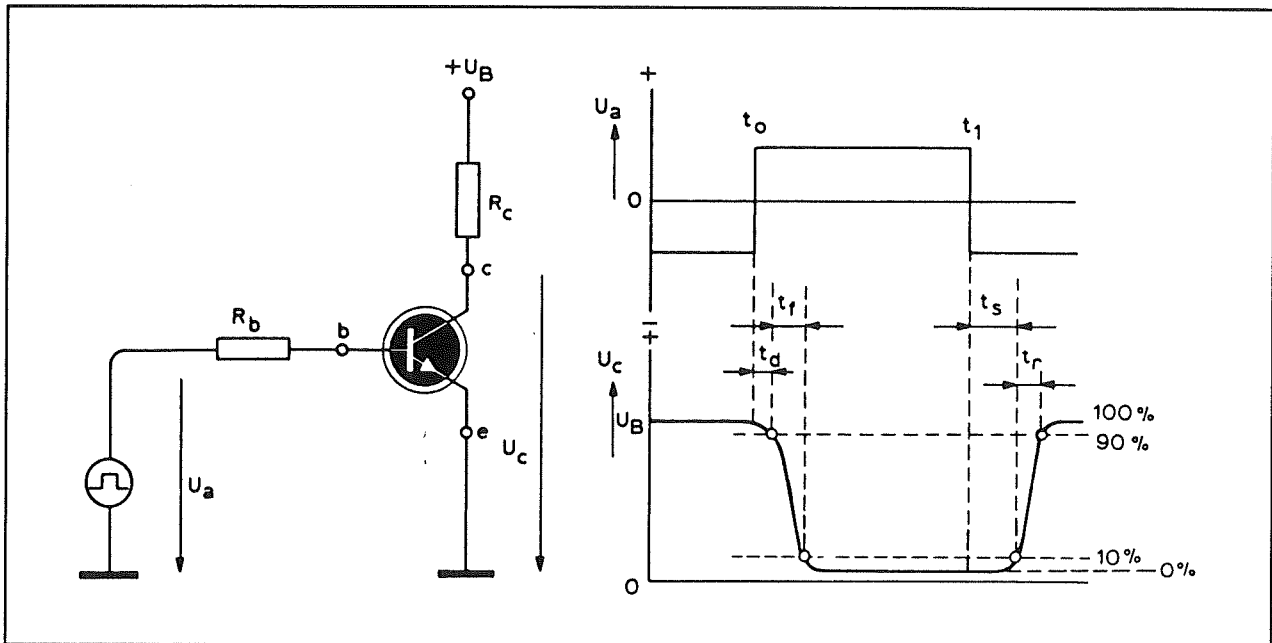 +U_B
R_c
c
R_b
b
e
U_a
U_c
+
U_a
t_o
t_1
0
t_f
t_s
–
+
U_c
t_d
t_r
U_B
100%
90%
10%
0%
0